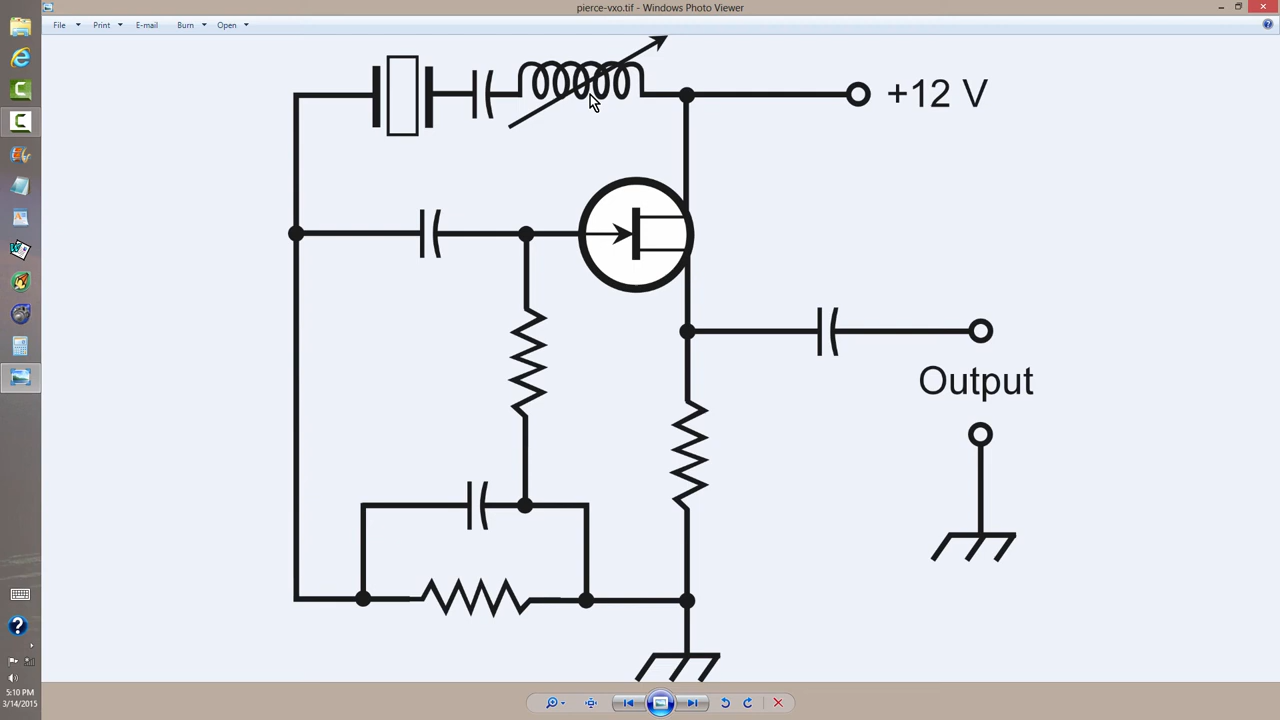 pierce-vxo.tif - Windows Photo Viewer
File Print E-mail Burn Open
+12 V
Output
5:10 PM
3/14/2015